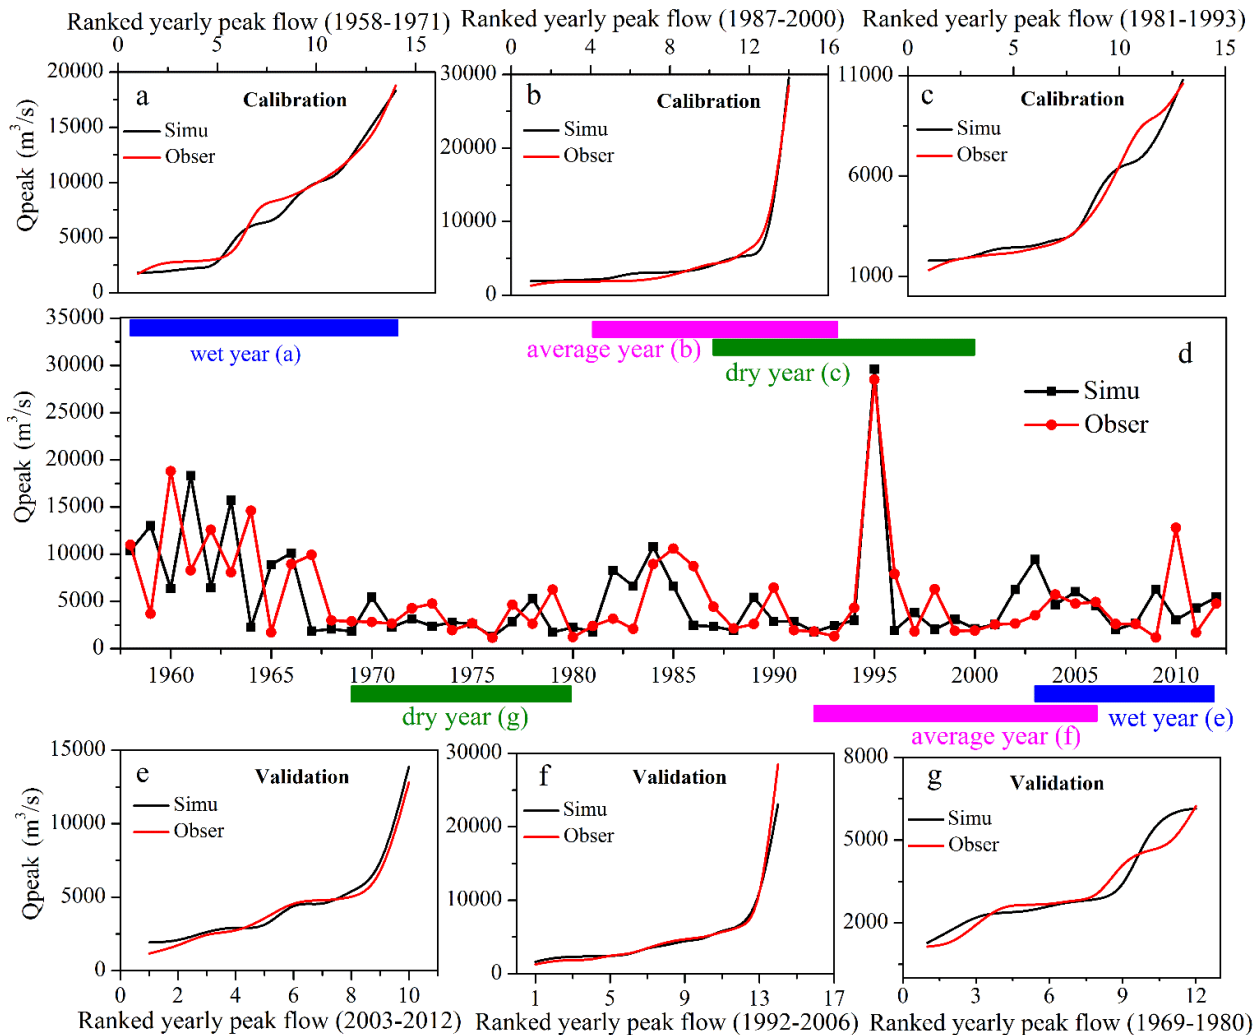 Ranked yearly peak flow (1958-1971)
0 5 10 15
Ranked yearly peak flow (1987-2000)
0 4 8 12 16
Ranked yearly peak flow (1981-1993)
0 5 10 15
Qpeak (m³/s)
20000
15000
10000
5000
0
a
Calibration
Simu
Obser
30000
20000
10000
0
b
Calibration
Simu
Obser
11000
6000
1000
c
Calibration
Simu
Obser
Qpeak (m³/s)
35000
30000
25000
20000
15000
10000
5000
0
wet year (a)
average year (b)
dry year (c)
d
Simu
Obser
1960 1965 1970 1975 1980 1985 1990 1995 2000 2005 2010
dry year (g)
average year (f)
wet year (e)
Qpeak (m³/s)
15000
10000
5000
0
e
Validation
Simu
Obser
0 2 4 6 8 10
Ranked yearly peak flow (2003-2012)
30000
20000
10000
0
f
Validation
Simu
Obser
1 5 9 13 17
Ranked yearly peak flow (1992-2006)
8000
5000
2000
g
Validation
Simu
Obser
0 3 6 9 12
Ranked yearly peak flow (1969-1980)